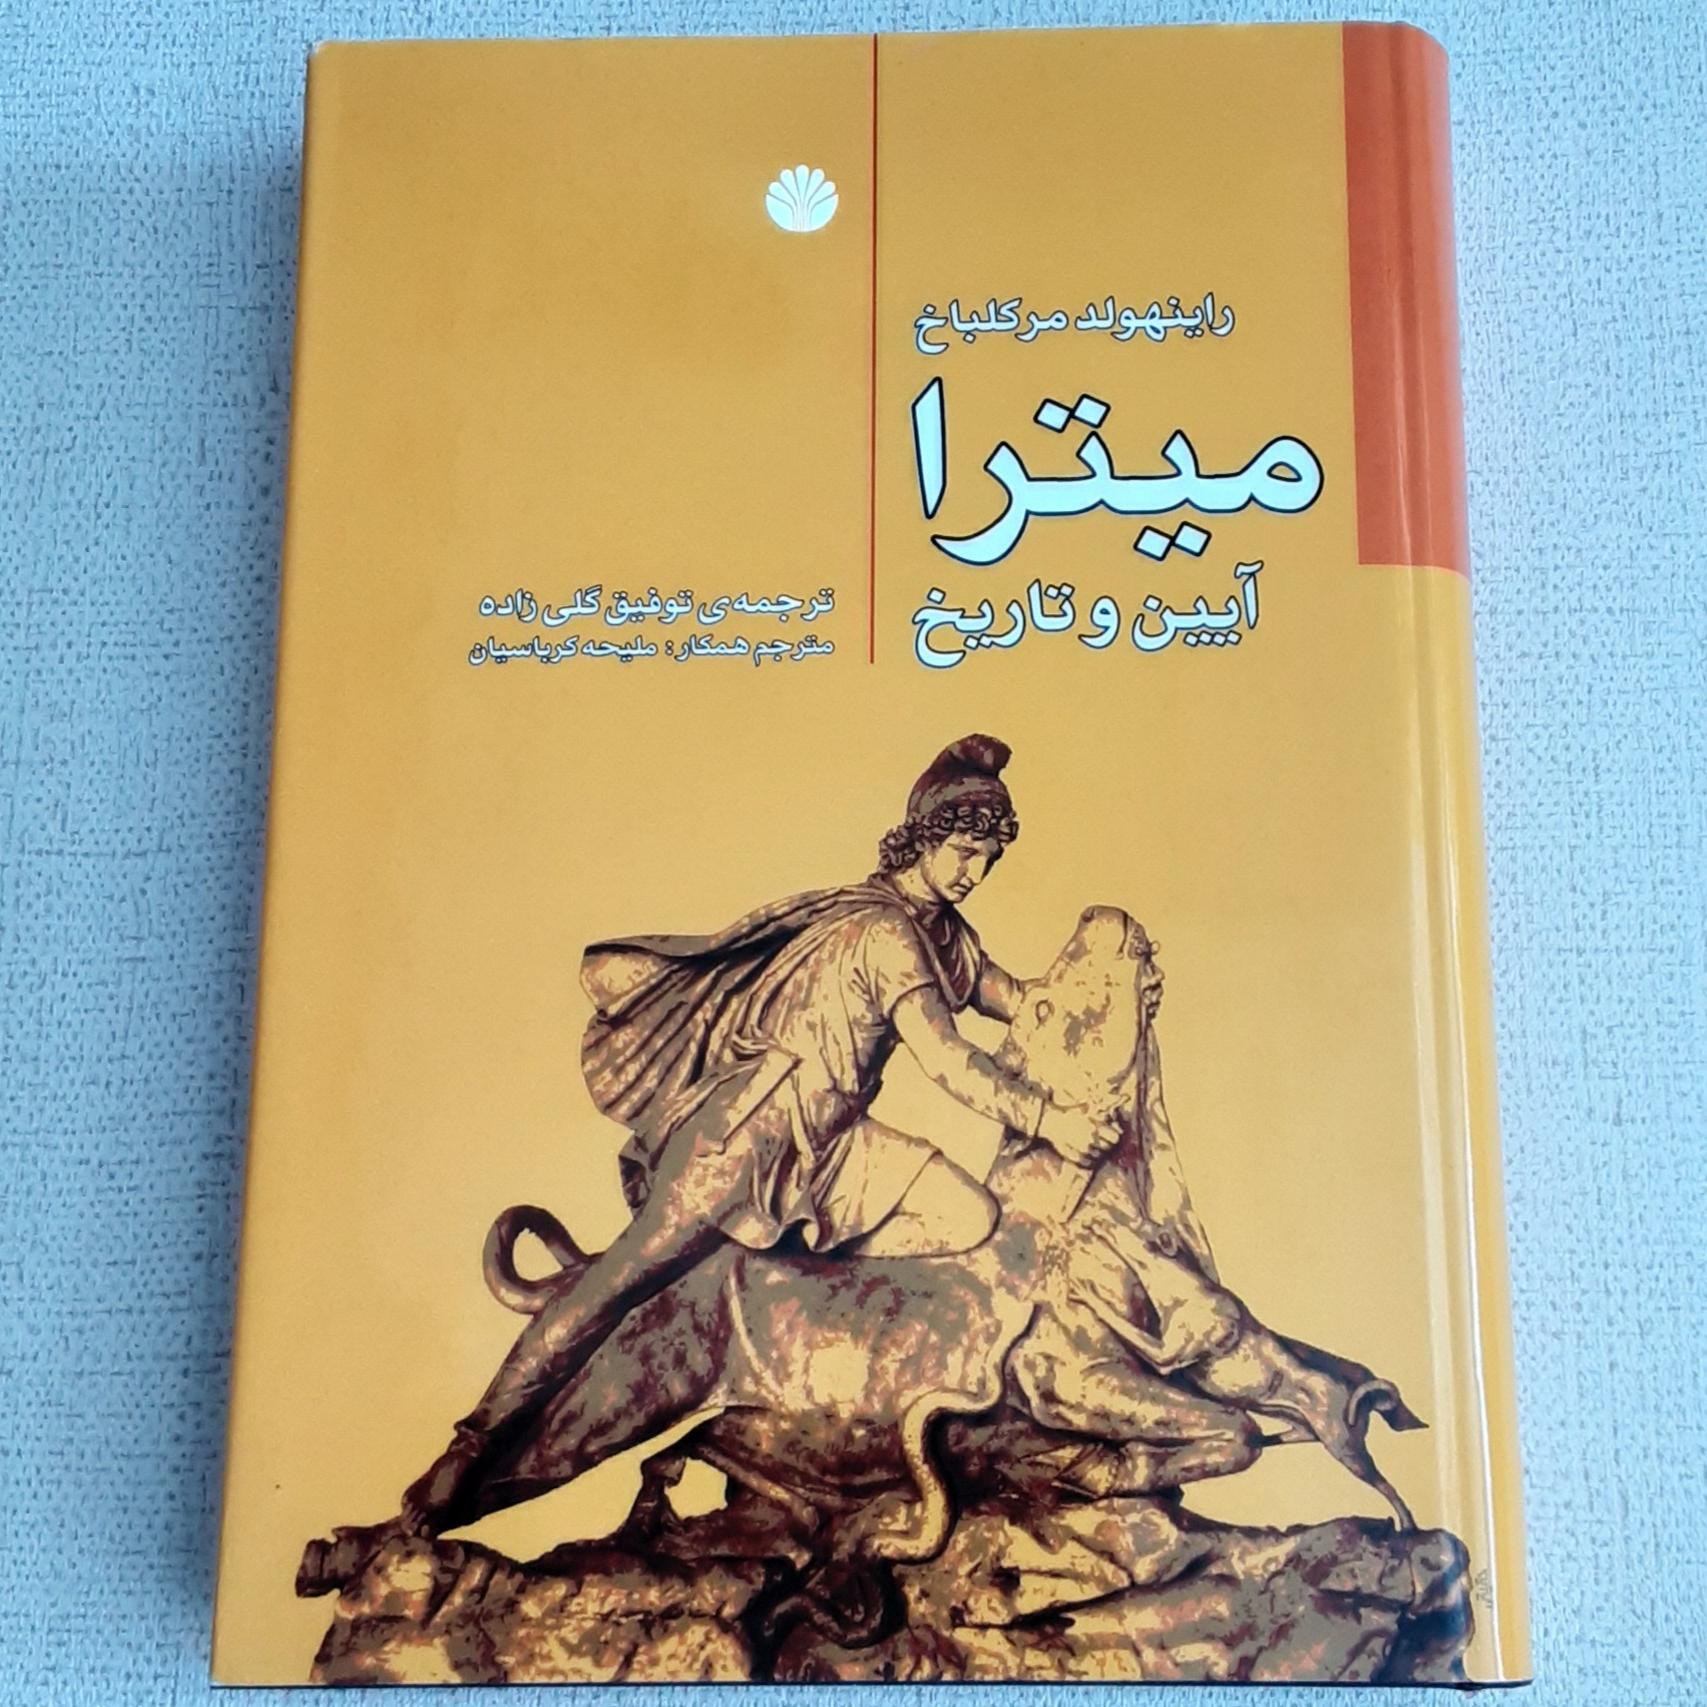 راینهولد مرکلباخ
میترا
آیین و تاریخ
ترجمه‌ی توفیق گلی زاده
مترجم همکار: ملیحه کرباسیان